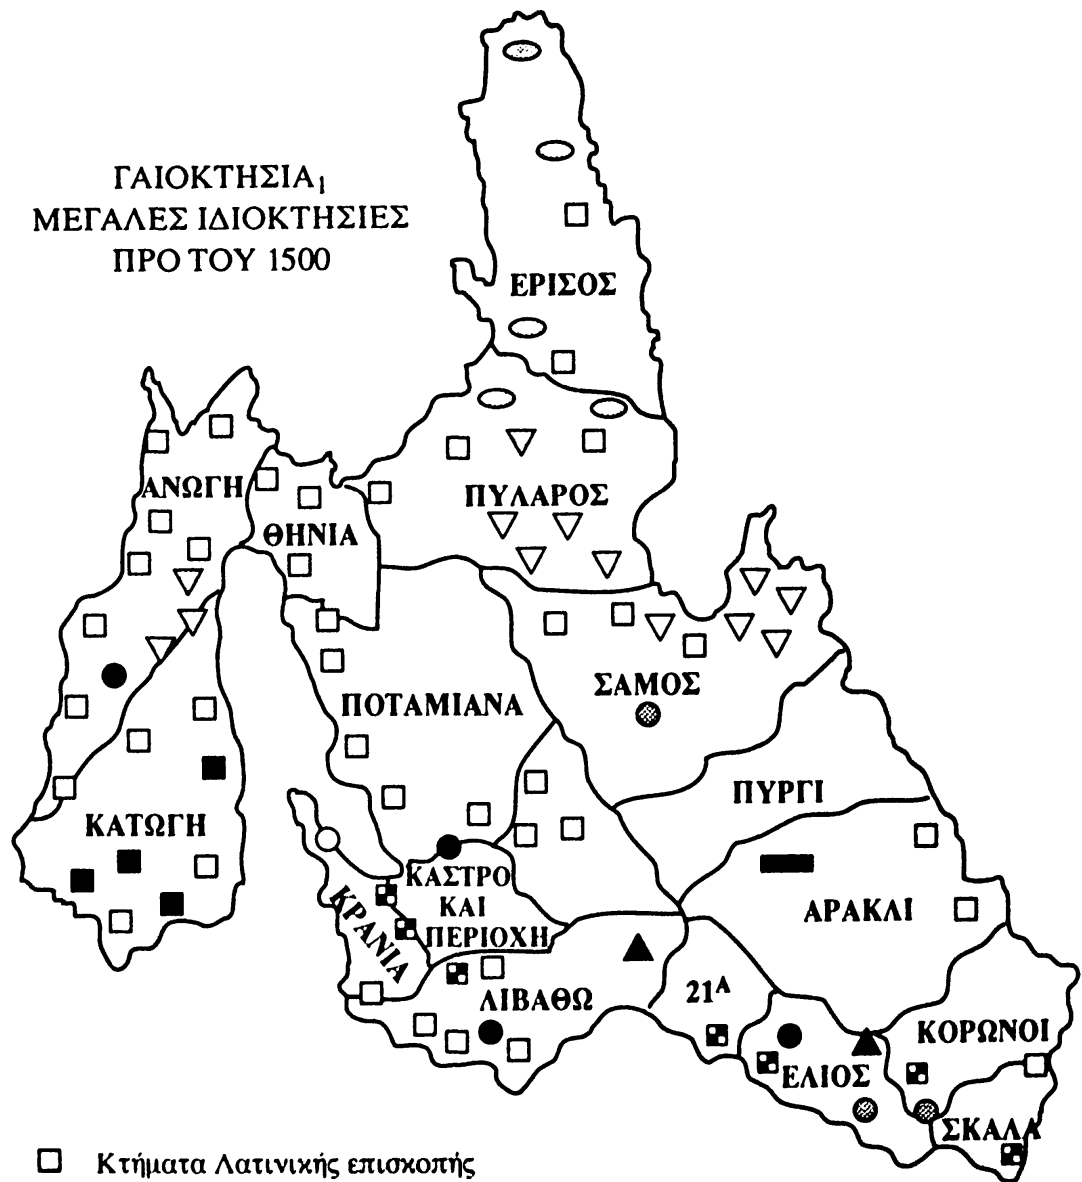 ΓΑΙΟΚΤΗΣΙΑ
ΜΕΓΑΛΕΣ ΙΔΙΟΚΤΗΣΙΕΣ
ΠΡΟ ΤΟΥ 1500
ΕΡΙΣΟΣ
ΑΝΩΓΗ
ΠΥΛΑΡΟΣ
ΘΗΝΙΑ
ΣΑΜΟΣ
ΠΟΤΑΜΙΑΝΑ
ΠΥΡΓΙ
ΚΑΤΩΓΗ
ΚΑΣΤΡΟ
ΚΑΙ
ΠΕΡΙΟΧΗ
ΚΡΑΝΙΑ
ΑΡΑΚΛΙ
ΛΙΒΑΘΩ
21Α
ΚΟΡΩΝΟΙ
ΕΛΙΟΣ
ΣΚΑΛΑ
Κτήματα Λατινικής επισκοπής